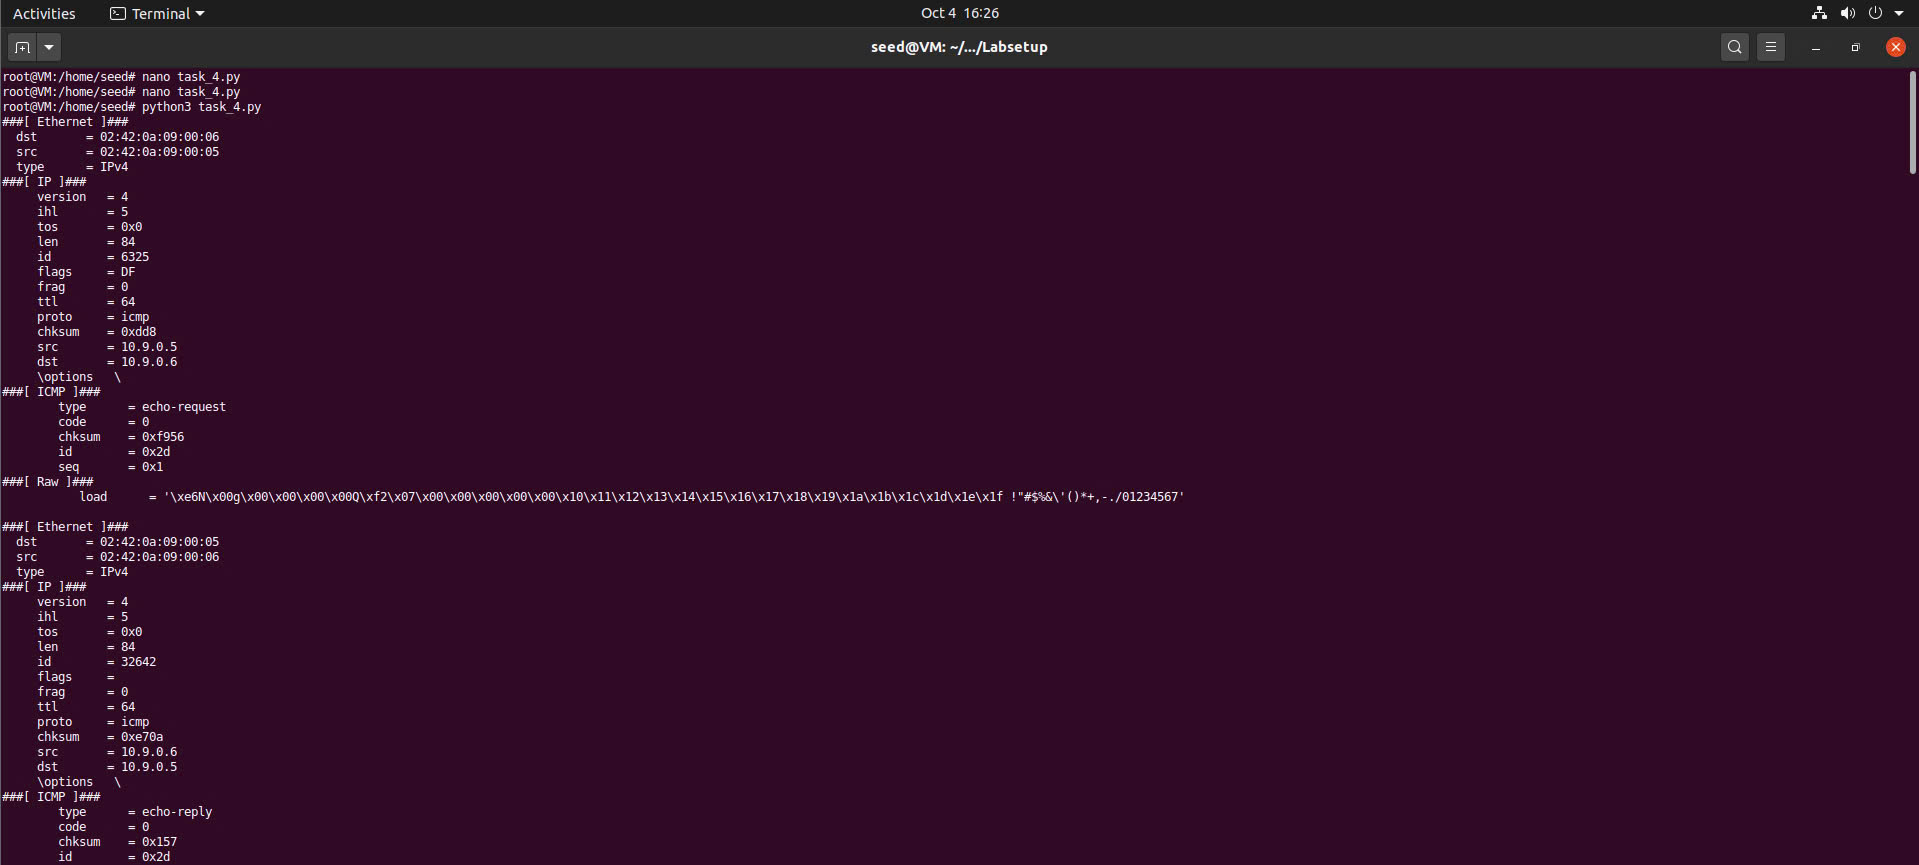 Activities Terminal Oct 4 16:26
seed@VM: ~/.../Labsetup
root@VM:/home/seed# nano task_4.py
root@VM:/home/seed# nano task_4.py
root@VM:/home/seed# python3 task_4.py
###[ Ethernet ]###
  dst       = 02:42:0a:09:00:06
  src       = 02:42:0a:09:00:05
  type      = IPv4
###[ IP ]###
     version   = 4
     ihl       = 5
     tos       = 0x0
     len       = 84
     id        = 6325
     flags     = DF
     frag      = 0
     ttl       = 64
     proto     = icmp
     chksum    = 0xdd8
     src       = 10.9.0.5
     dst       = 10.9.0.6
     \options   \
###[ ICMP ]###
        type      = echo-request
        code      = 0
        chksum    = 0xf956
        id        = 0x2d
        seq       = 0x1
###[ Raw ]###
           load      = '\xe6N\x00g\x00\x00\x00\x00Q\xf2\x07\x00\x00\x00\x00\x00\x10\x11\x12\x13\x14\x15\x16\x17\x18\x19\x1a\x1b\x1c\x1d\x1e\x1f !"#$%&\'()*+,-./01234567'
###[ Ethernet ]###
  dst       = 02:42:0a:09:00:05
  src       = 02:42:0a:09:00:06
  type      = IPv4
###[ IP ]###
     version   = 4
     ihl       = 5
     tos       = 0x0
     len       = 84
     id        = 32642
     flags     =
     frag      = 0
     ttl       = 64
     proto     = icmp
     chksum    = 0xe70a
     src       = 10.9.0.6
     dst       = 10.9.0.5
     \options   \
###[ ICMP ]###
        type      = echo-reply
        code      = 0
        chksum    = 0x157
        id        = 0x2d